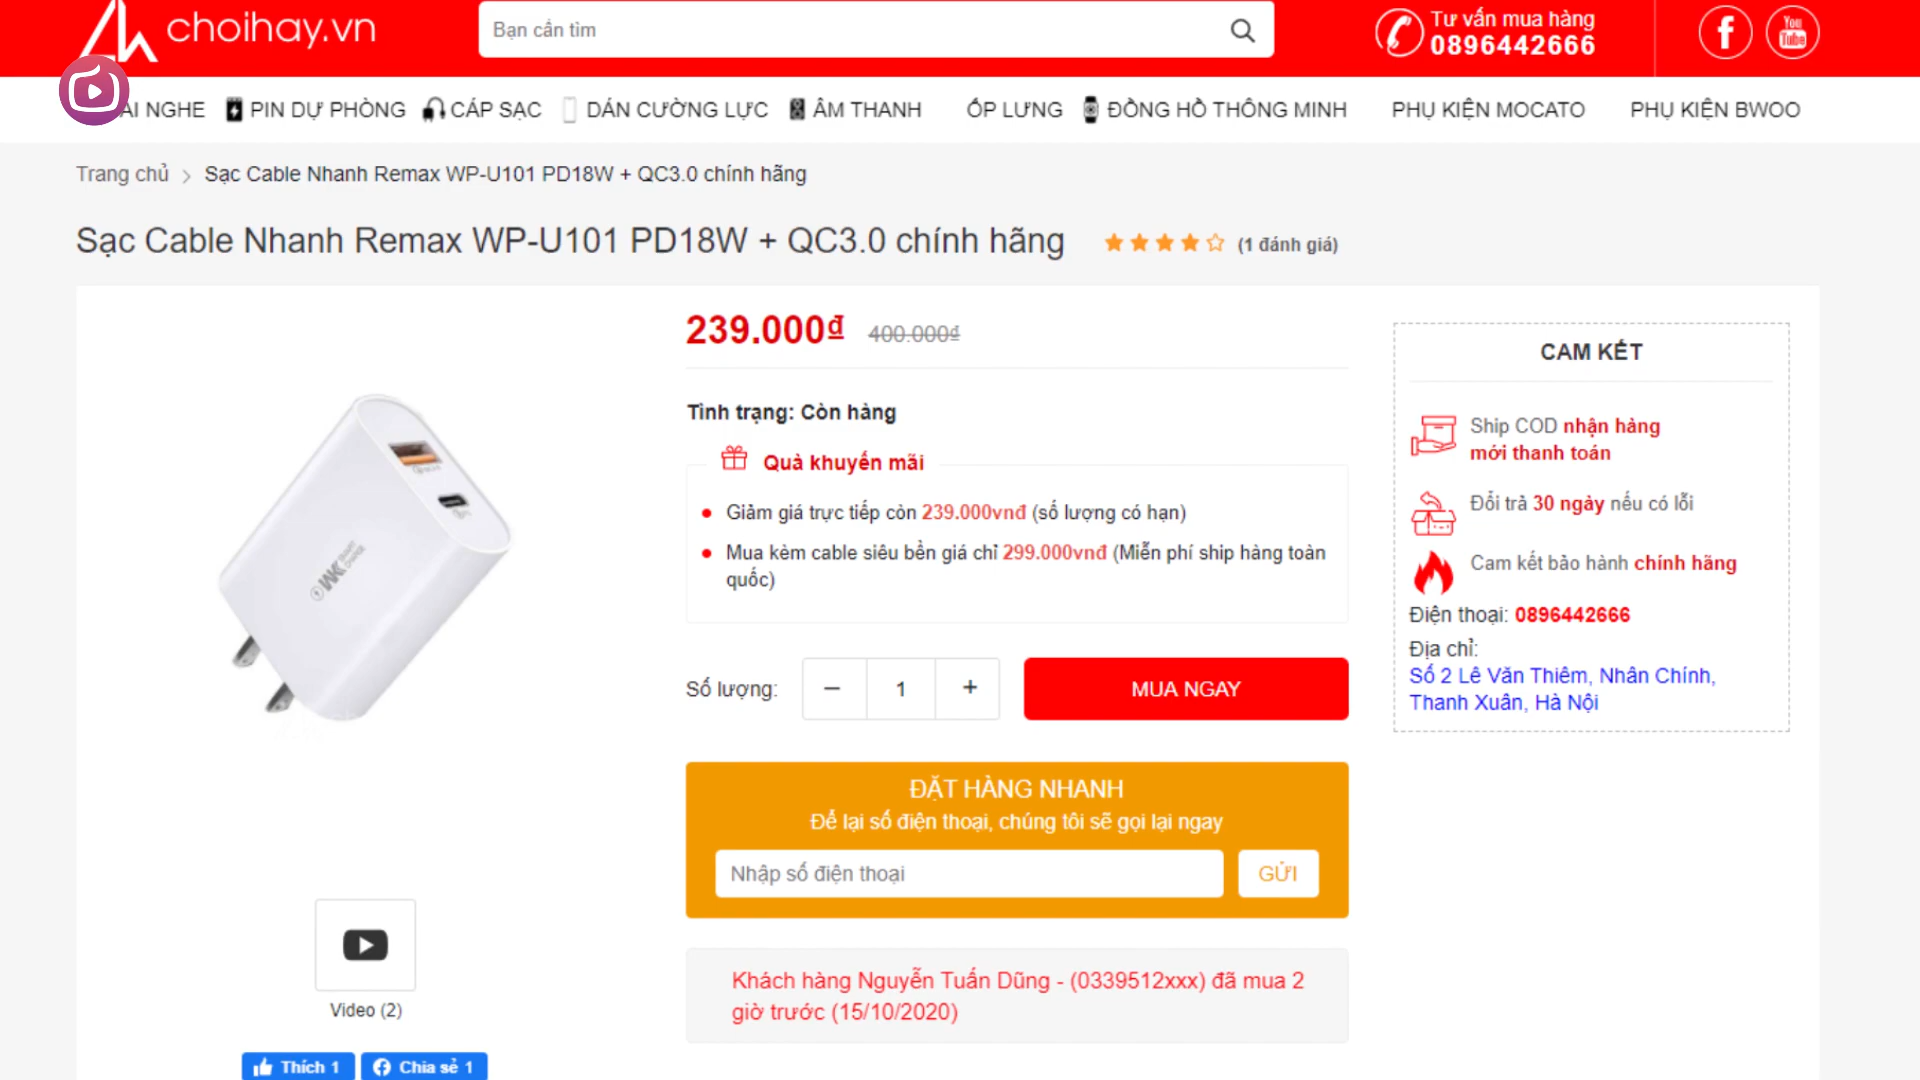 choihay.vn
Bạn cần tìm
Tư vấn mua hàng
0896442666
You
Tube
AI NGHE PIN DỰ PHÒNG CÁP SẠC DÁN CƯỜNG LỰC ÂM THANH ỐP LƯNG ĐỒNG HỒ THÔNG MINH PHỤ KIỆN MOCATO PHỤ KIỆN BWOO
Trang chủ > Sạc Cable Nhanh Remax WP-U101 PD18W + QC3.0 chính hãng
Sạc Cable Nhanh Remax WP-U101 PD18W + QC3.0 chính hãng (1 đánh giá)
239.000₫ 400.000₫
Tình trạng: Còn hàng
Quà khuyến mãi
Giảm giá trực tiếp còn 239.000vnđ (số lượng có hạn)
Mua kèm cable siêu bền giá chỉ 299.000vnđ (Miễn phí ship hàng toàn
quốc)
Số lượng: – 1 + MUA NGAY
ĐẶT HÀNG NHANH
Để lại số điện thoại, chúng tôi sẽ gọi lại ngay
Nhập số điện thoại GỬI
Khách hàng Nguyễn Tuấn Dũng - (0339512xxx) đã mua 2
giờ trước (15/10/2020)
CAM KẾT
Ship COD nhận hàng
mới thanh toán
Đổi trả 30 ngày nếu có lỗi
Cam kết bảo hành chính hãng
Điện thoại: 0896442666
Địa chỉ:
Số 2 Lê Văn Thiêm, Nhân Chính,
Thanh Xuân, Hà Nội
WK
Video (2)
Thích 1 Chia sẻ 1